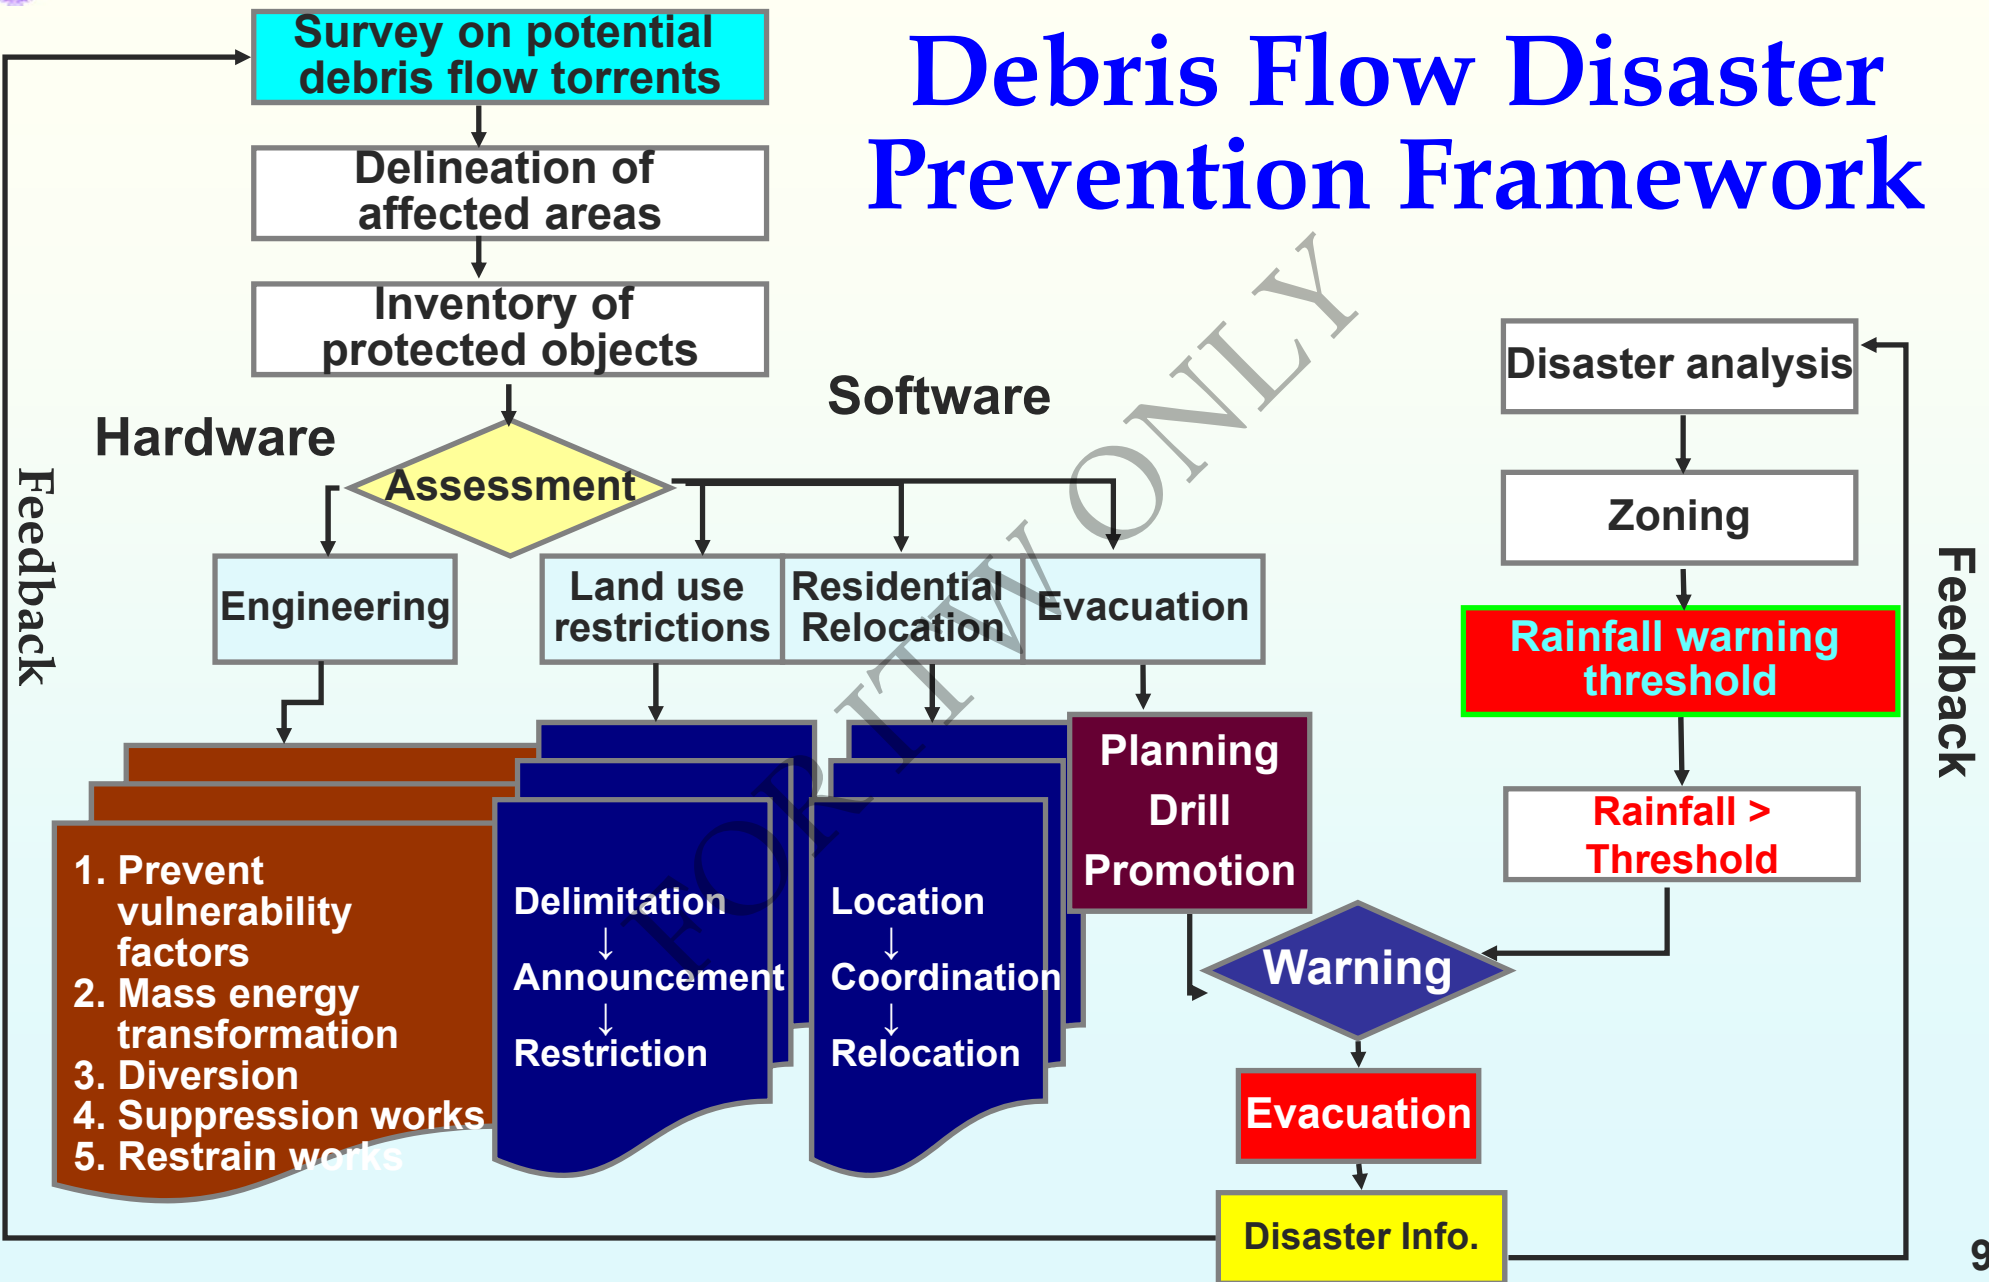 Debris Flow Disaster
Prevention Framework
Survey on potential
debris flow torrents
Delineation of
affected areas
Inventory of
protected objects
Hardware
Software
Assessment
Engineering
Land use
restrictions
Residential
Relocation
Evacuation
1. Prevent
vulnerability
factors
2. Mass energy
transformation
3. Diversion
4. Suppression works
5. Restrain works
Delimitation
↓
Announcement
↓
Restriction
Location
↓
Coordination
↓
Relocation
Planning
Drill
Promotion
Disaster analysis
Zoning
Rainfall warning
threshold
Rainfall >
Threshold
Warning
Evacuation
Disaster Info.
Feedback
Feedback
FOR ITW ONLY
9